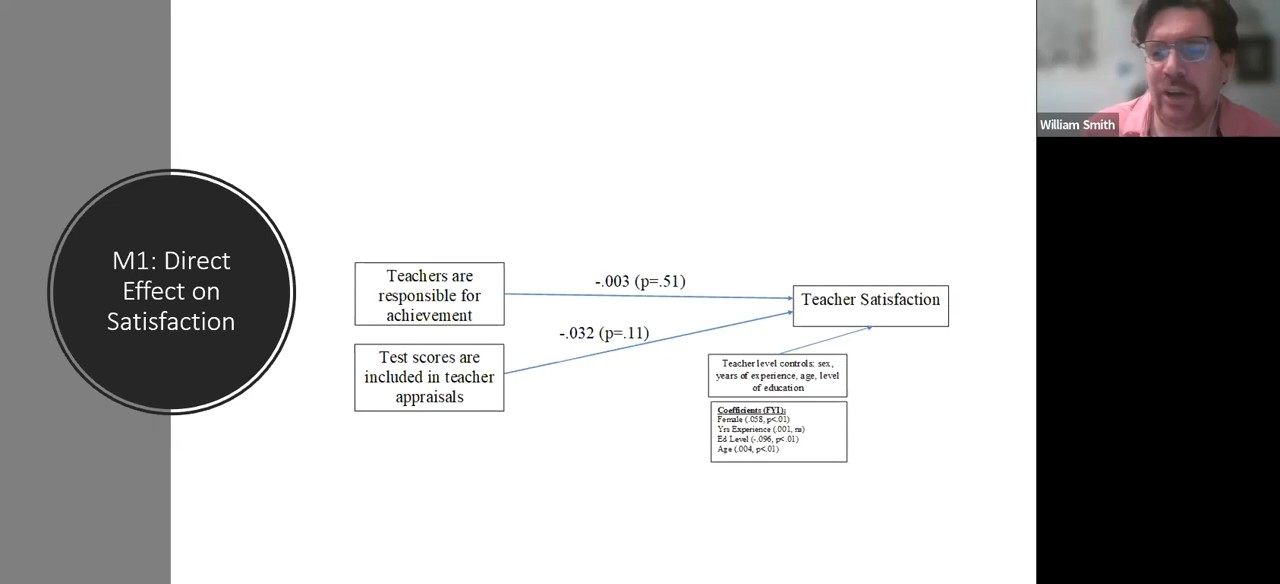 M1: Direct
Effect on
Satisfaction
Teachers are
responsible for
achievement
-.003 (p=.51)
Teacher Satisfaction
-.032 (p=.11)
Test scores are
included in teacher
appraisals
Teacher level controls: sex,
years of experience, age, level
of education
Coefficients (FYI):
Female (.058, p<.01)
Yrs Experience (.001, ns)
Ed Level (-.096, p<.01)
Age (.004, p<.01)
William Smith